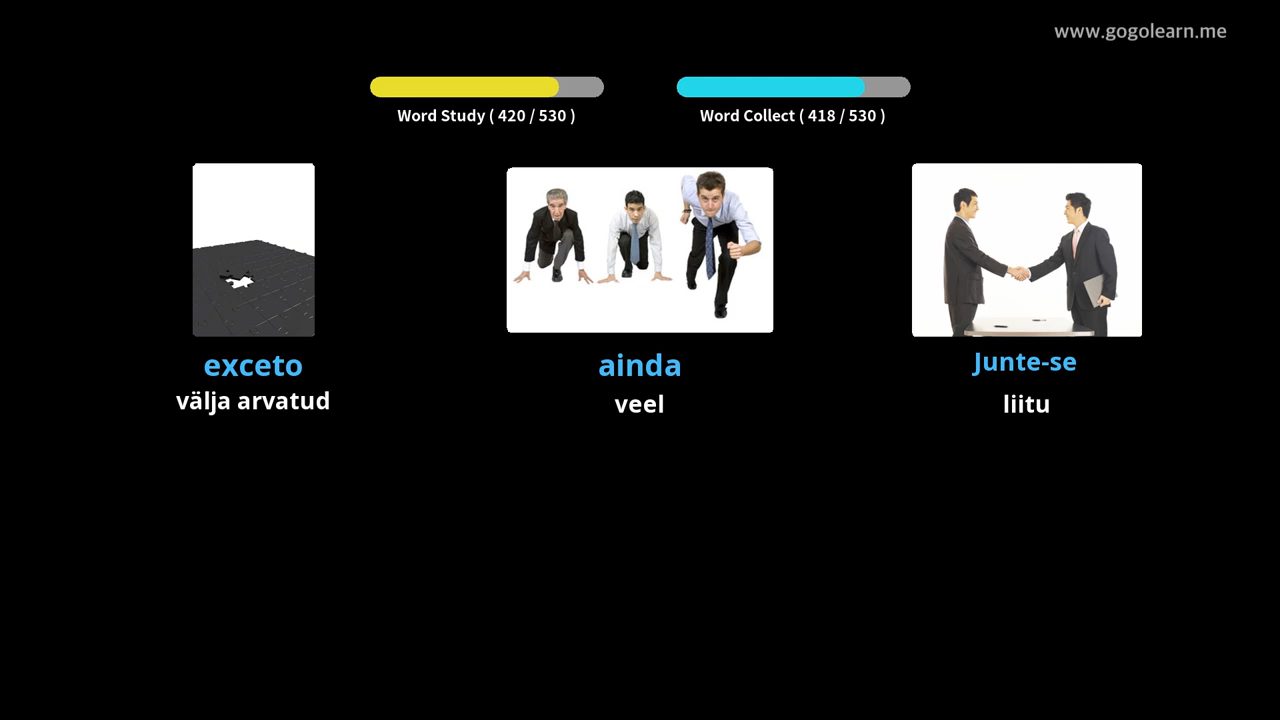 www.gogolearn.me
Word Study ( 420 / 530 )
Word Collect ( 418 / 530 )
exceto
välja arvatud
ainda
veel
Junte-se
liitu